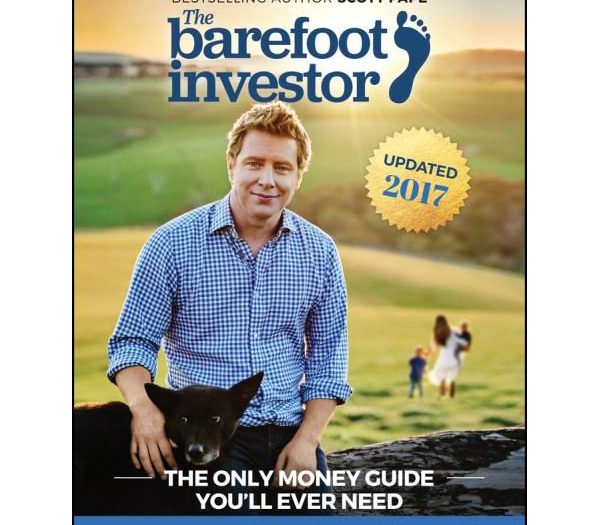 BESTSELLING AUTHOR SCOTT PAPE
The
barefoot
investor
UPDATED
2017
THE ONLY MONEY GUIDE
YOU'LL EVER NEED